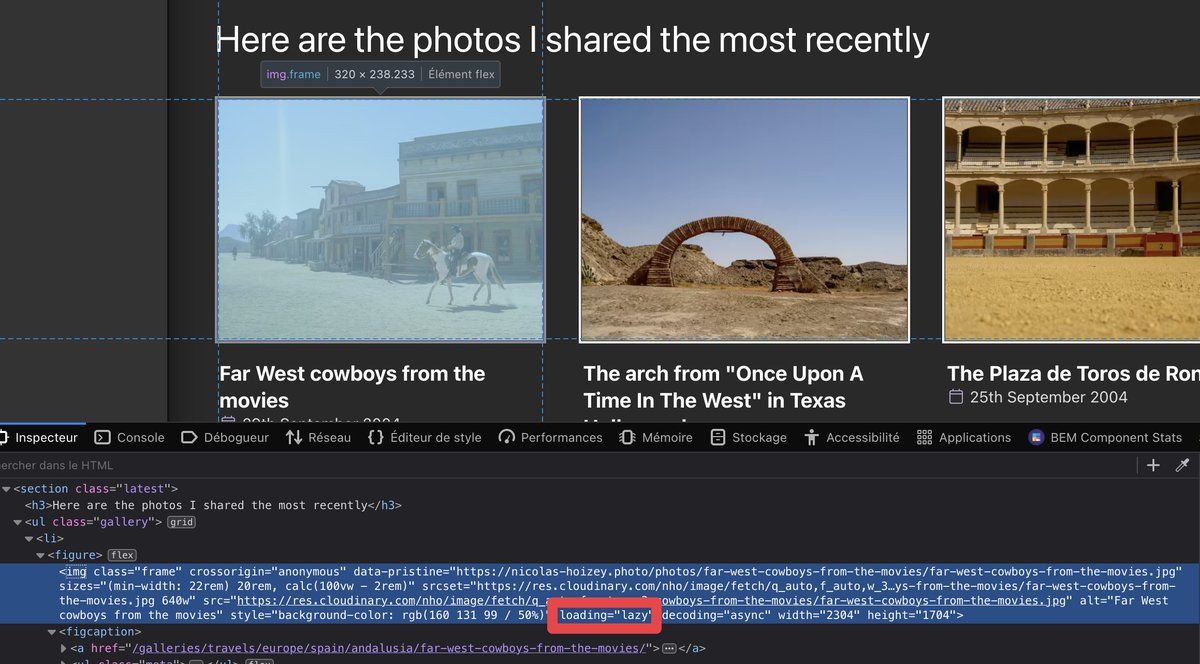 Here are the photos I shared the most recently
img.frame 320 × 238.233 Élément flex
Far West cowboys from the
movies
The arch from "Once Upon A
Time In The West" in Texas
The Plaza de Toros de Ron
25th September 2004
Inspecteur Console Débogueur Réseau Éditeur de style Performances Mémoire Stockage Accessibilité Applications BEM Component Stats
ercher dans le HTML
<section class="latest">
<h3>Here are the photos I shared the most recently</h3>
<ul class="gallery"> grid
<li>
<figure> flex
<img class="frame" crossorigin="anonymous" data-pristine="https://nicolas-hoizey.photo/photos/far-west-cowboys-from-the-movies/far-west-cowboys-from-the-movies.jpg"
sizes="(min-width: 22rem) 20rem, calc(100vw - 2rem)" srcset="https://res.cloudinary.com/nho/image/fetch/q_auto,f_auto,w_3…ys-from-the-movies/far-west-cowboys-from-
the-movies.jpg 640w" src="https://res.cloudinary.com/nho/image/fetch/q_ cowboys-from-the-movies/far-west-cowboys-from-the-movies.jpg" alt="Far West
cowboys from the movies" style="background-color: rgb(160 131 99 / 50%)" loading="lazy" decoding="async" width="2304" height="1704">
<figcaption>
<a href="/galleries/travels/europe/spain/andalusia/far-west-cowboys-from-the-movies/"> … </a>